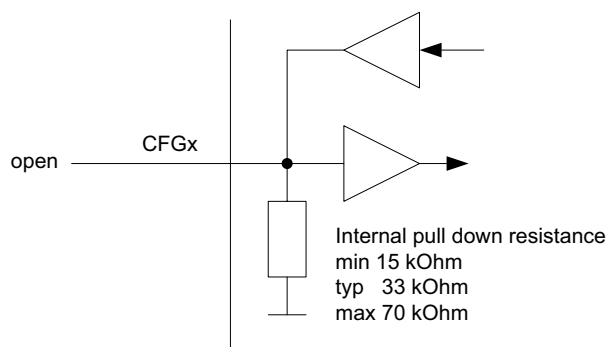 CFGx
open
Internal pull down resistance
min 15 kOhm
typ 33 kOhm
max 70 kOhm